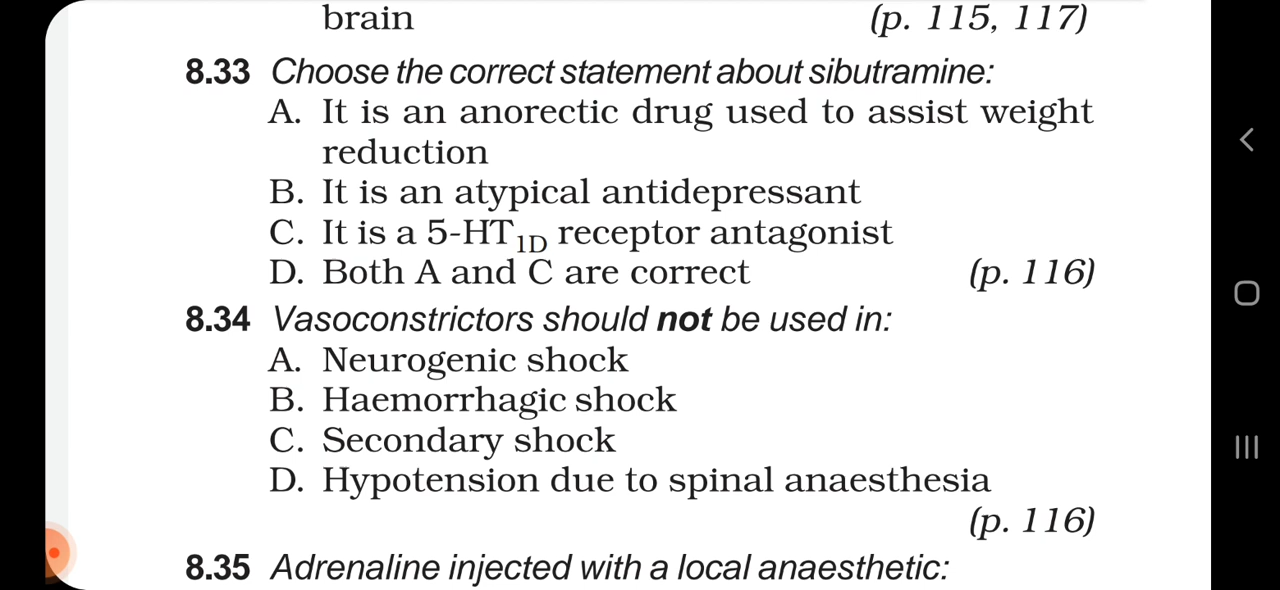 brain (p. 115, 117)
8.33 Choose the correct statement about sibutramine:
A. It is an anorectic drug used to assist weight
reduction
B. It is an atypical antidepressant
C. It is a 5-HT1D receptor antagonist
D. Both A and C are correct (p. 116)
8.34 Vasoconstrictors should not be used in:
A. Neurogenic shock
B. Haemorrhagic shock
C. Secondary shock
D. Hypotension due to spinal anaesthesia
(p. 116)
8.35 Adrenaline injected with a local anaesthetic: